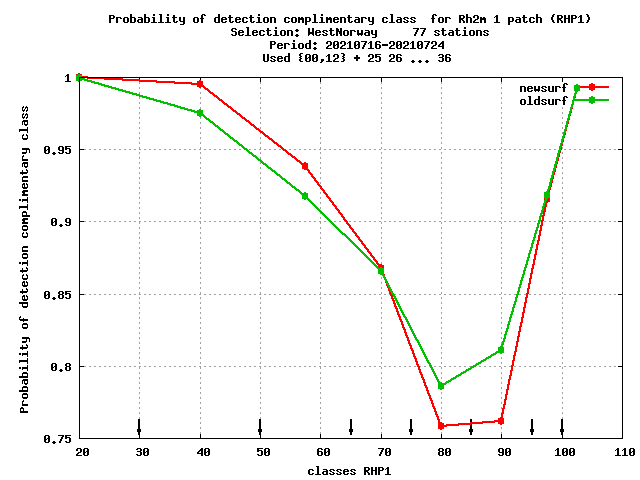 Probability of detection complimentary class  for Rh2m 1 patch (RHP1)
Selection: WestNorway     77 stations
Period: 20210716-20210724
Used {00,12} + 25 26 ... 36
newsurf
oldsurf
Probability of detection complimentary class
1
0.95
0.9
0.85
0.8
0.75
20 30 40 50 60 70 80 90 100 110
classes RHP1